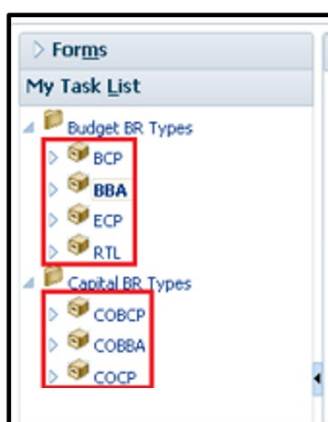 Forms
My Task List
Budget BR Types
BCP
BBA
ECP
RTL
Capital BR Types
COBCP
COBBA
COCP